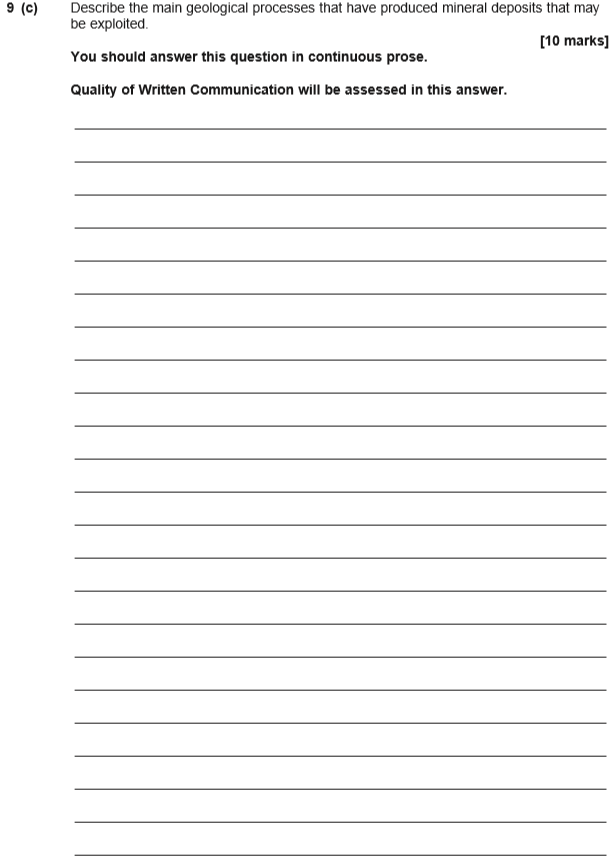 9 (c) Describe the main geological processes that have produced mineral deposits that may
be exploited.
[10 marks]
You should answer this question in continuous prose.
Quality of Written Communication will be assessed in this answer.